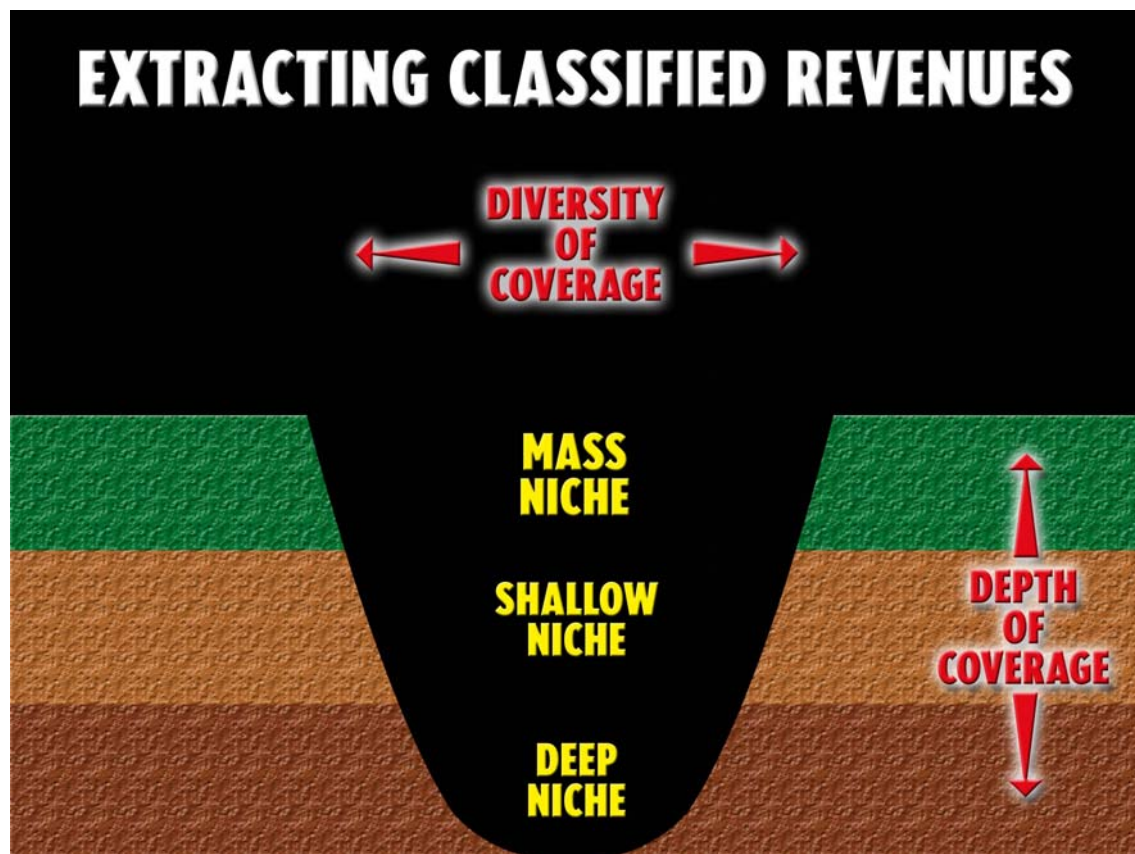 EXTRACTING CLASSIFIED REVENUES
DIVERSITY
OF
COVERAGE
MASS
NICHE
SHALLOW
NICHE
DEPTH
OF
COVERAGE
DEEP
NICHE